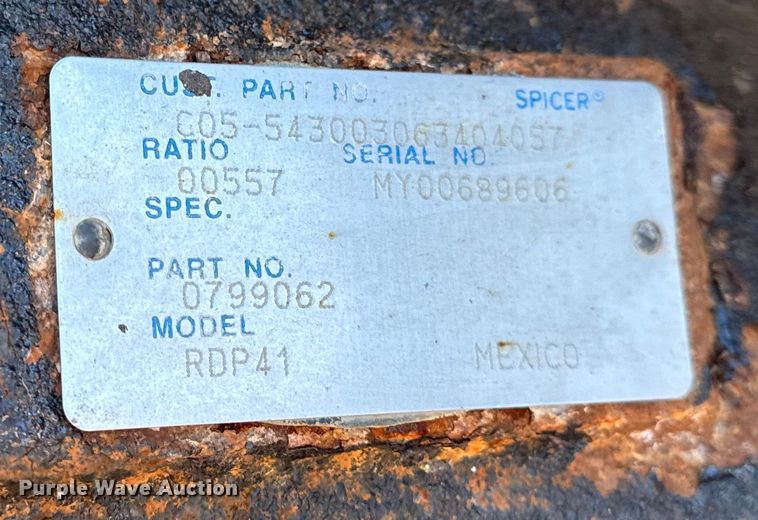 CUST. PART NO. SPICER®
C05-543003063404057
RATIO SERIAL NO.
00557 MY00689606
SPEC.
PART NO.
0799062
MODEL
RDP41 MEXICO
Purple Wave Auction